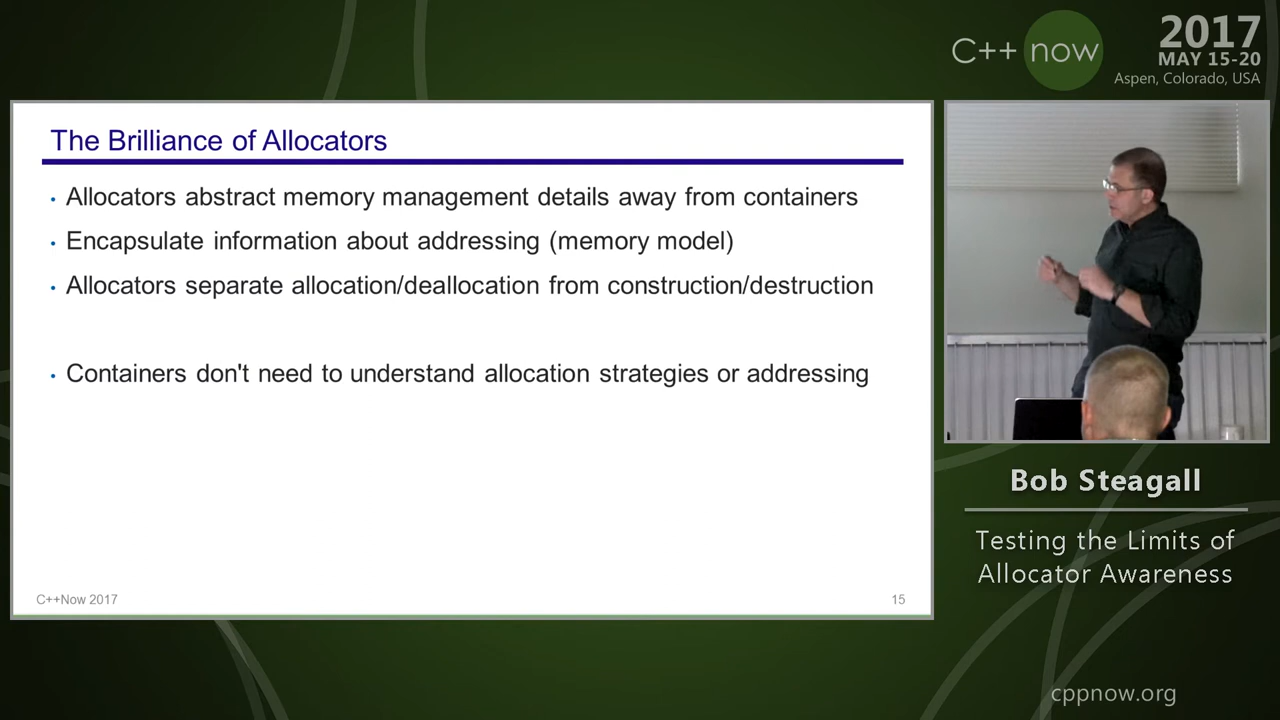 C++ now
2017
MAY 15-20
Aspen, Colorado, USA
The Brilliance of Allocators
• Allocators abstract memory management details away from containers
• Encapsulate information about addressing (memory model)
• Allocators separate allocation/deallocation from construction/destruction
• Containers don't need to understand allocation strategies or addressing
C++Now 2017
15
Bob Steagall
Testing the Limits of
Allocator Awareness
cppnow.org